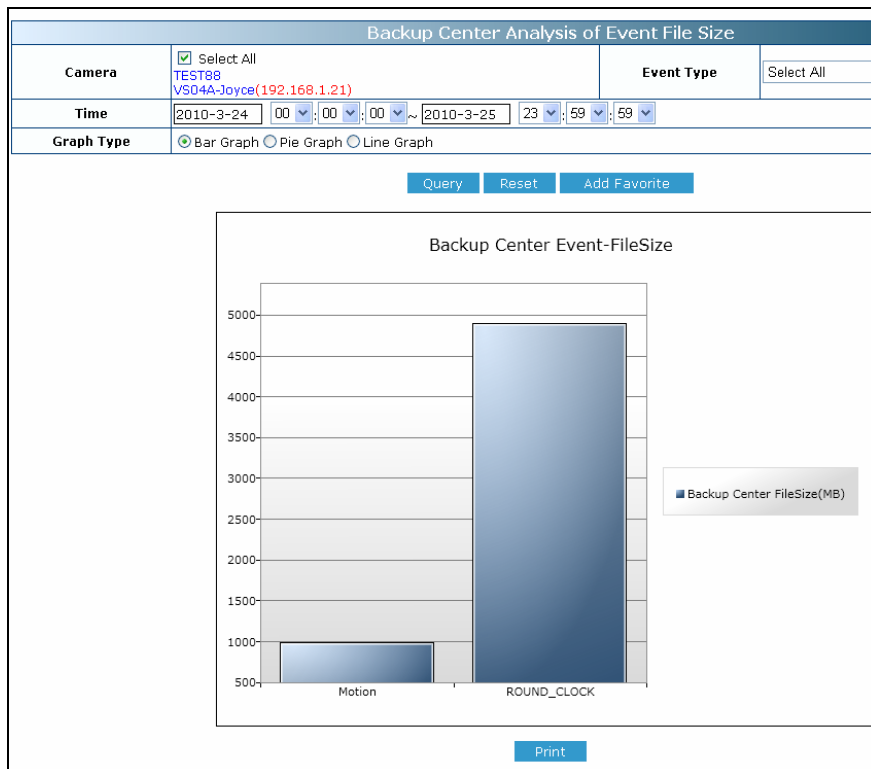 Backup Center Analysis of Event File Size
Camera
Select All
TEST88
VS04A-Joyce(192.168.1.21)
Event Type
Select All
Time
2010-3-24 00 : 00 : 00 ~ 2010-3-25 23 : 59 : 59
Graph Type
Bar Graph Pie Graph Line Graph
Query Reset Add Favorite
Backup Center Event-FileSize
5000
4500
4000
3500
3000
2500
2000
1500
1000
500
Motion ROUND_CLOCK
Backup Center FileSize(MB)
Print